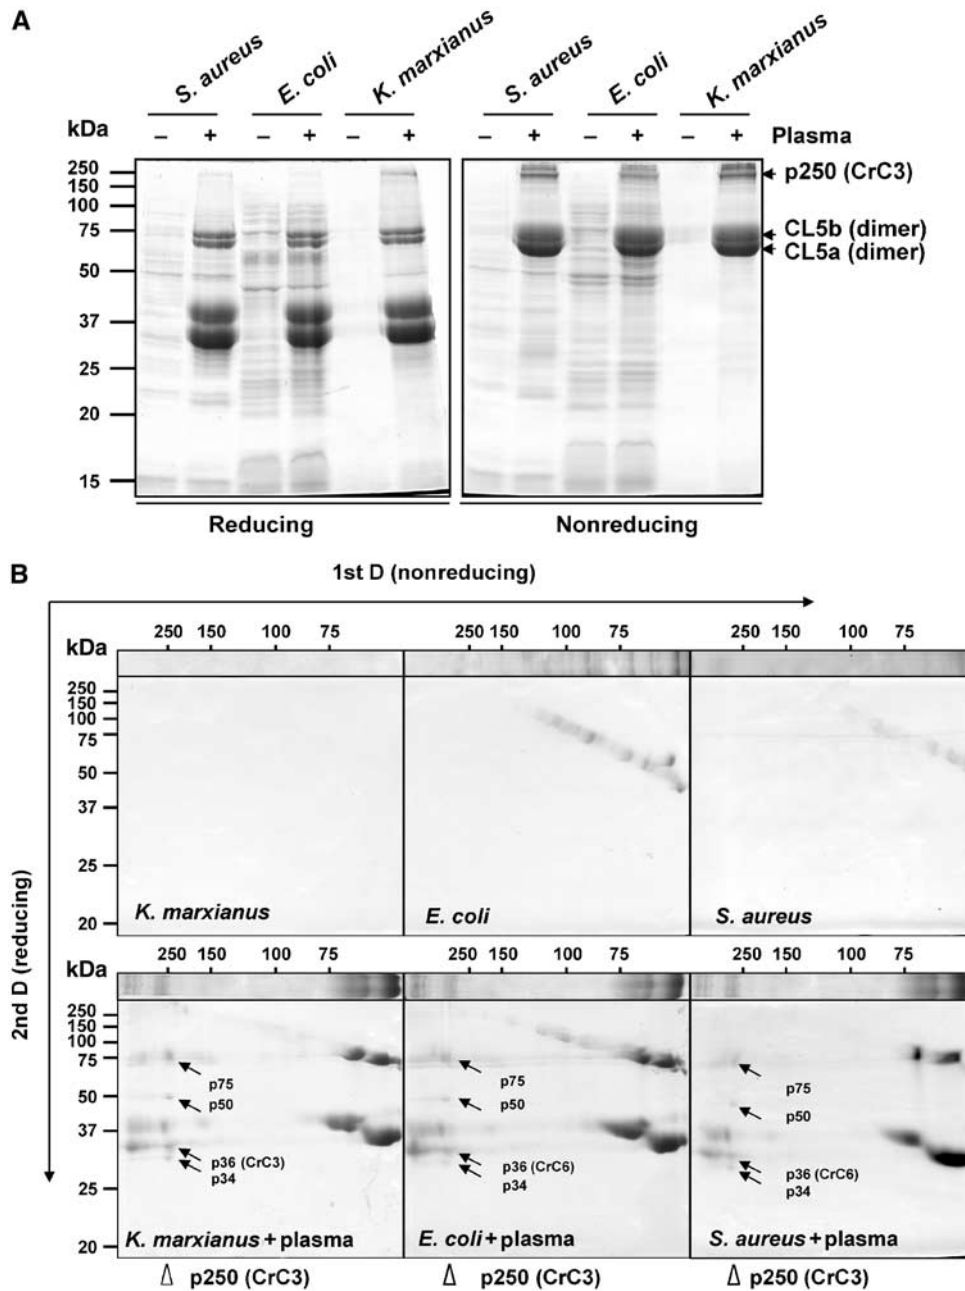 A
S. aureus
E. coli
K. marxianus
S. aureus
E. coli
K. marxianus
kDa
– + – + – +
– + – + – +
Plasma
250
150
100
75
50
37
25
20
15
p250 (CrC3)
CL5b (dimer)
CL5a (dimer)
Reducing
Nonreducing
B
1st D (nonreducing)
2nd D (reducing)
250 150 100 75
250 150 100 75
250 150 100 75
kDa
250
150
100
75
50
37
25
20
K. marxianus
E. coli
S. aureus
kDa
250 150 100 75
250 150 100 75
250 150 100 75
250
150
100
75
50
37
25
20
p75
p50
p36 (CrC3)
p34
K. marxianus + plasma
p75
p50
p36 (CrC6)
p34
E. coli + plasma
p75
p50
p36 (CrC6)
p34
S. aureus + plasma
p250 (CrC3)
p250 (CrC3)
p250 (CrC3)